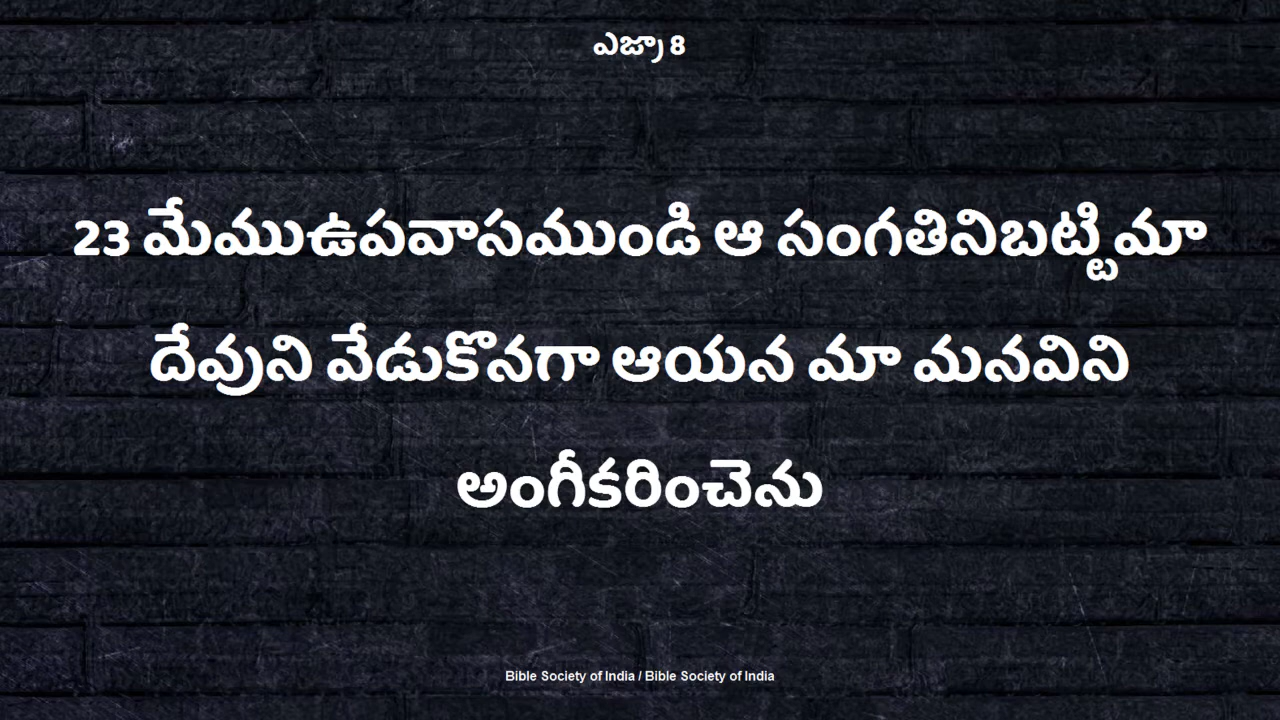 ఎజ్రా 8
23 మేముఉపవాసముండి ఆ సంగతినిబట్టిమా
దేవుని వేడుకొనగా ఆయన మా మనవిని
అంగీకరించెను
Bible Society of India / Bible Society of India